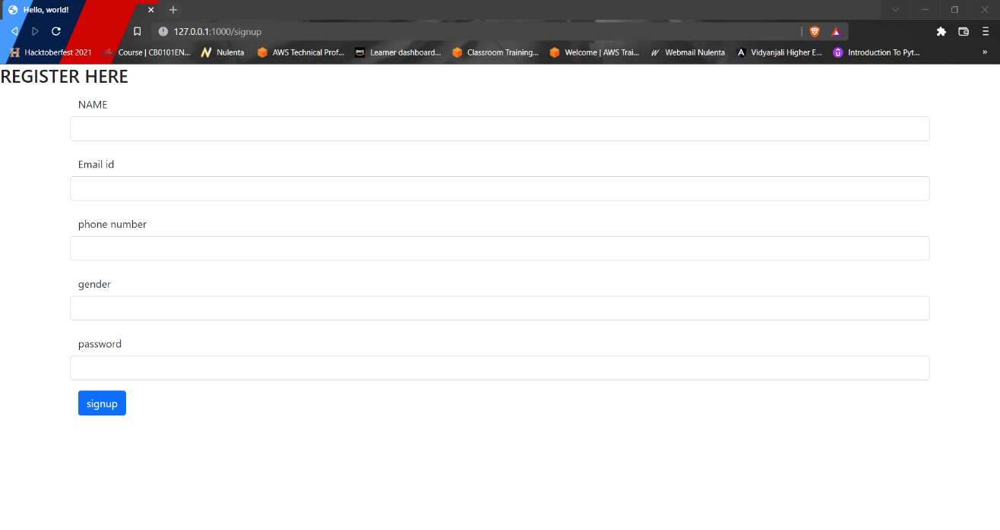 Hello, world!
127.0.0.1:1000/signup
Hacktoberfest 2021 Course | CB0101EN... Nulenta AWS Technical Prof... aws Learner dashboard... Classroom Training... Welcome | AWS Trai... Webmail Nulenta Vidyanjali Higher E... Introduction To Pyt... »
REGISTER HERE
NAME
Email id
phone number
gender
password
signup